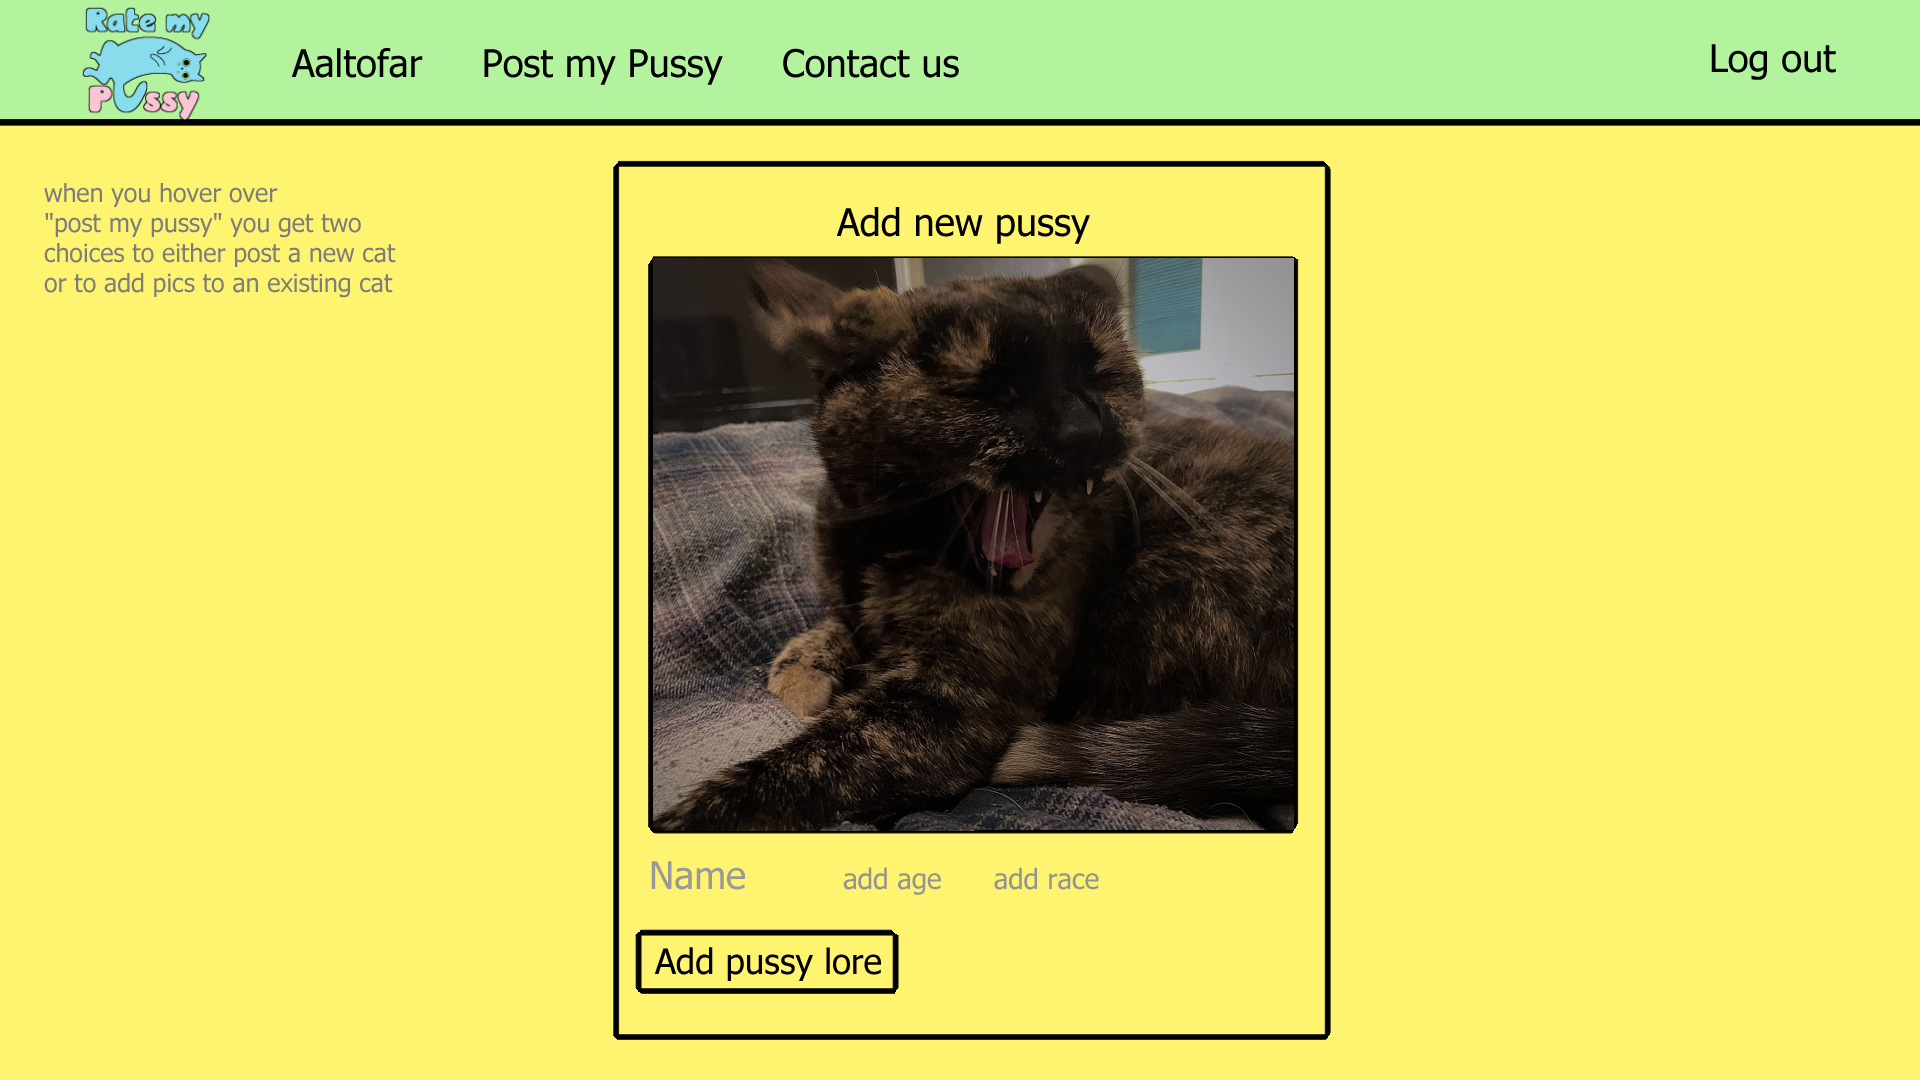 Rate my
Pussy
Aaltofar
Post my Pussy
Contact us
Log out
when you hover over
"post my pussy" you get two
choices to either post a new cat
or to add pics to an existing cat
Add new pussy
Name
add age
add race
Add pussy lore